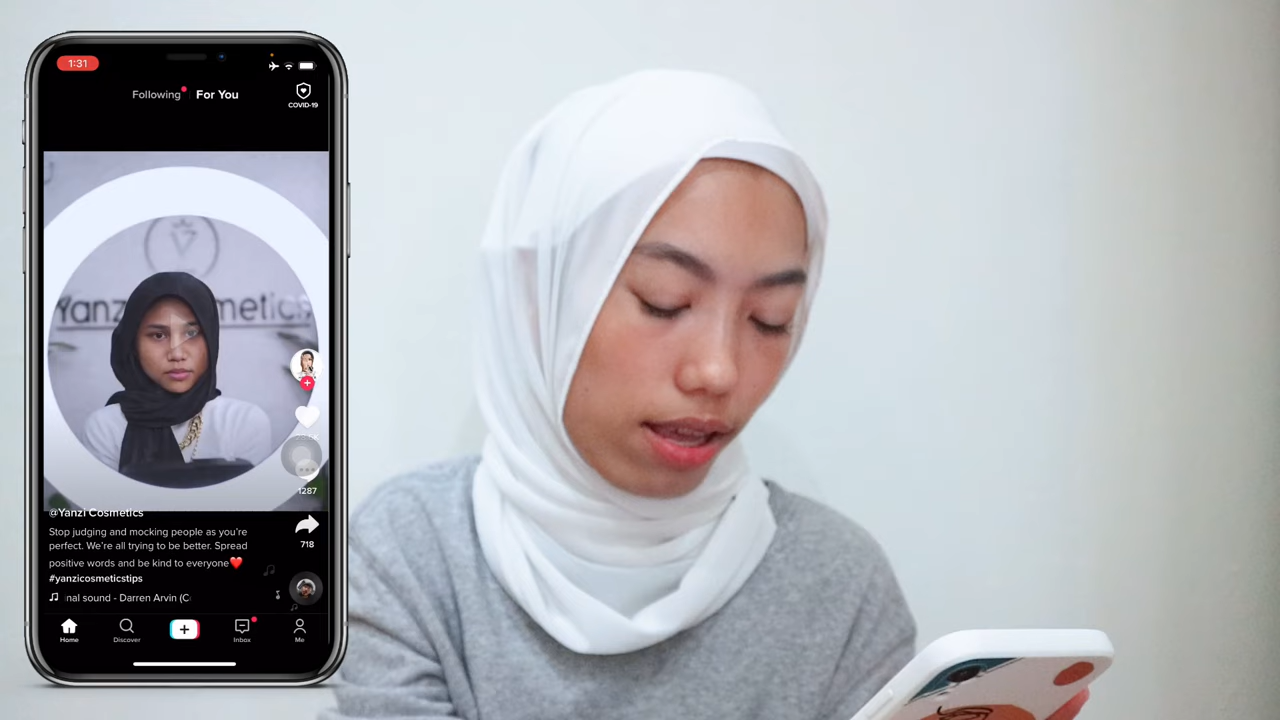 1:31
Following
For You
COVID-19
Yanzi Cosmetics
1287
@Yanzi Cosmetics
Stop judging and mocking people as you're
perfect. We're all trying to be better. Spread
positive words and be kind to everyone❤️
718
#yanzicosmeticstips
nal sound - Darren Arvin (C
Home
Discover
Inbox
Me